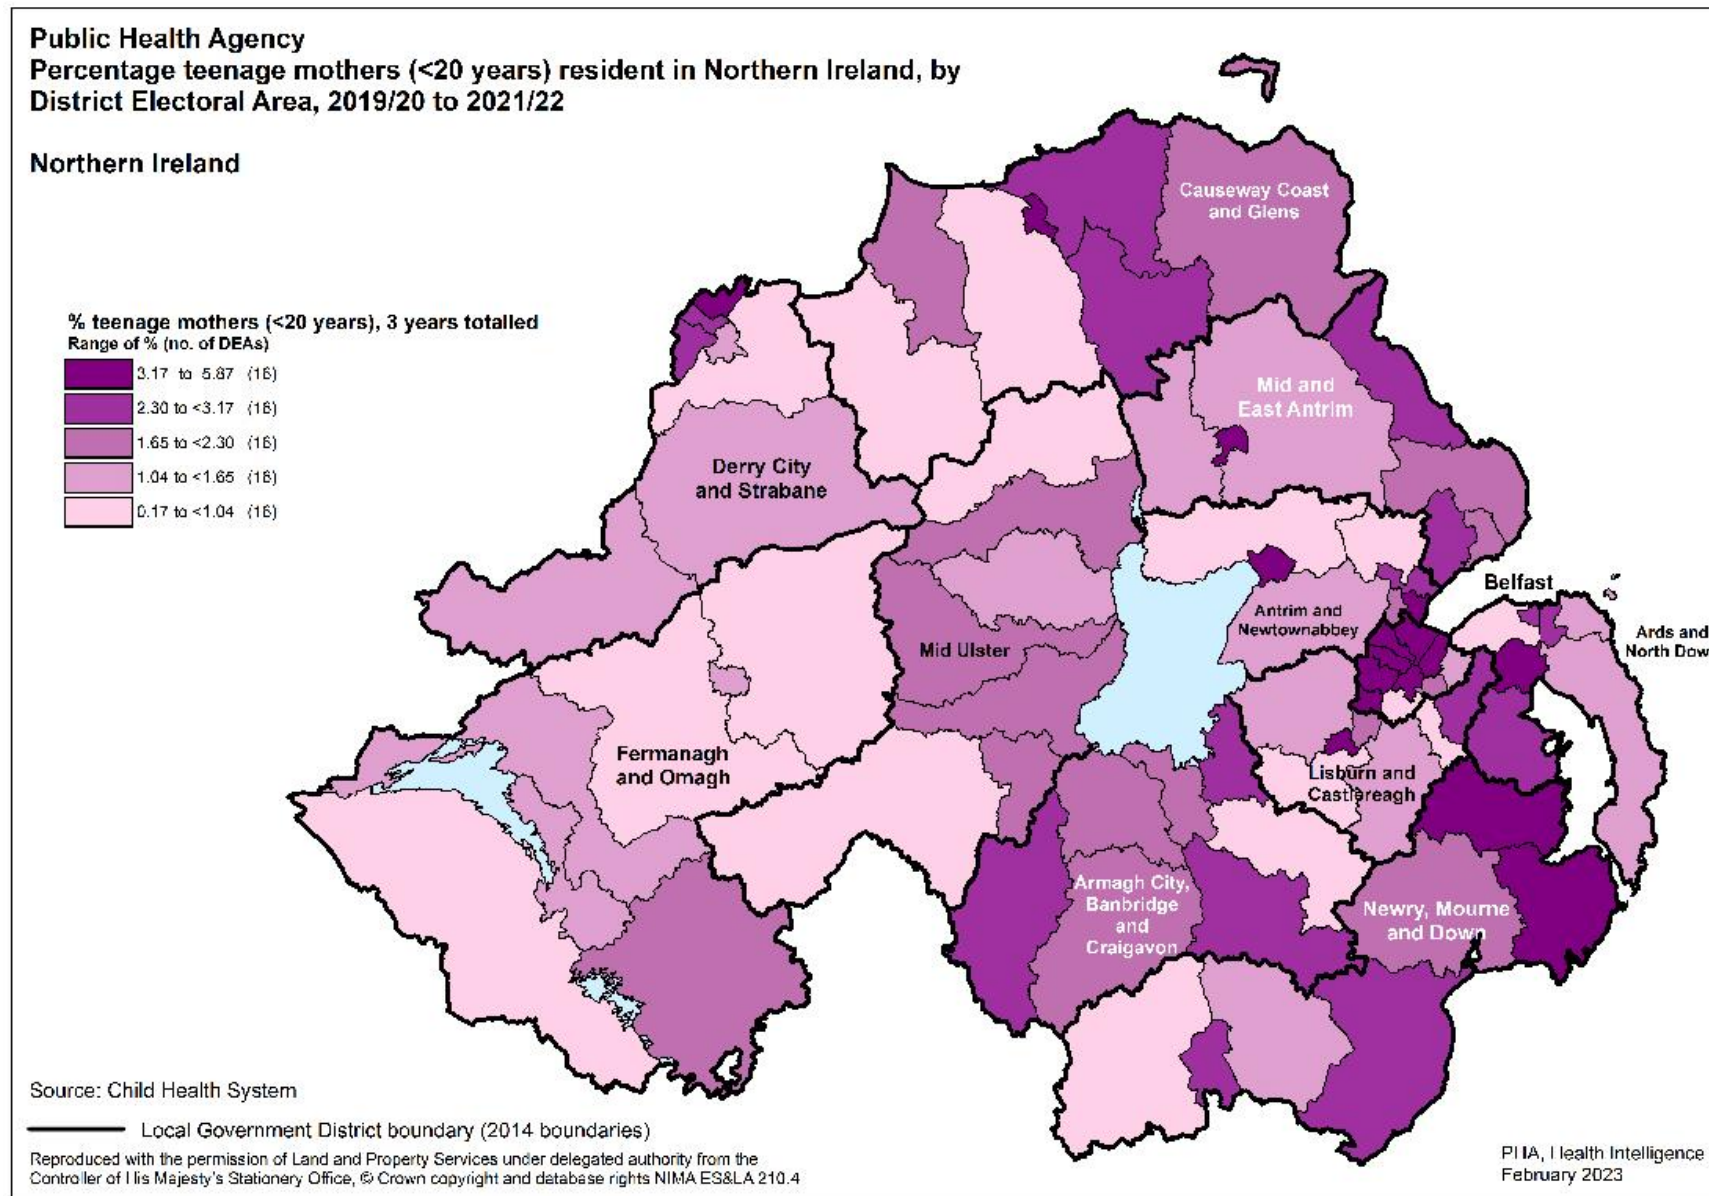 Public Health Agency
Percentage teenage mothers (<20 years) resident in Northern Ireland, by
District Electoral Area, 2019/20 to 2021/22
Northern Ireland
% teenage mothers (<20 years), 3 years totalled
Range of % (no. of DEAs)
3.17 to 5.87 (16)
2.30 to <3.17 (16)
1.65 to <2.30 (16)
1.04 to <1.65 (16)
0.17 to <1.04 (16)
Causeway Coast
and Glens
Mid and
East Antrim
Derry City
and Strabane
Belfast
Antrim and
Newtownabbey
Ards and
North Dow
Mid Ulster
Fermanagh
and Omagh
Lisburn and
Castlereagh
Armagh City,
Banbridge
and
Craigavon
Newry, Mourne
and Down
Source: Child Health System
Local Government District boundary (2014 boundaries)
Reproduced with the permission of Land and Property Services under delegated authority from the
Controller of His Majesty's Stationery Office, © Crown copyright and database rights NIMA ES&LA 210.4
PHA, Health Intelligence
February 2023